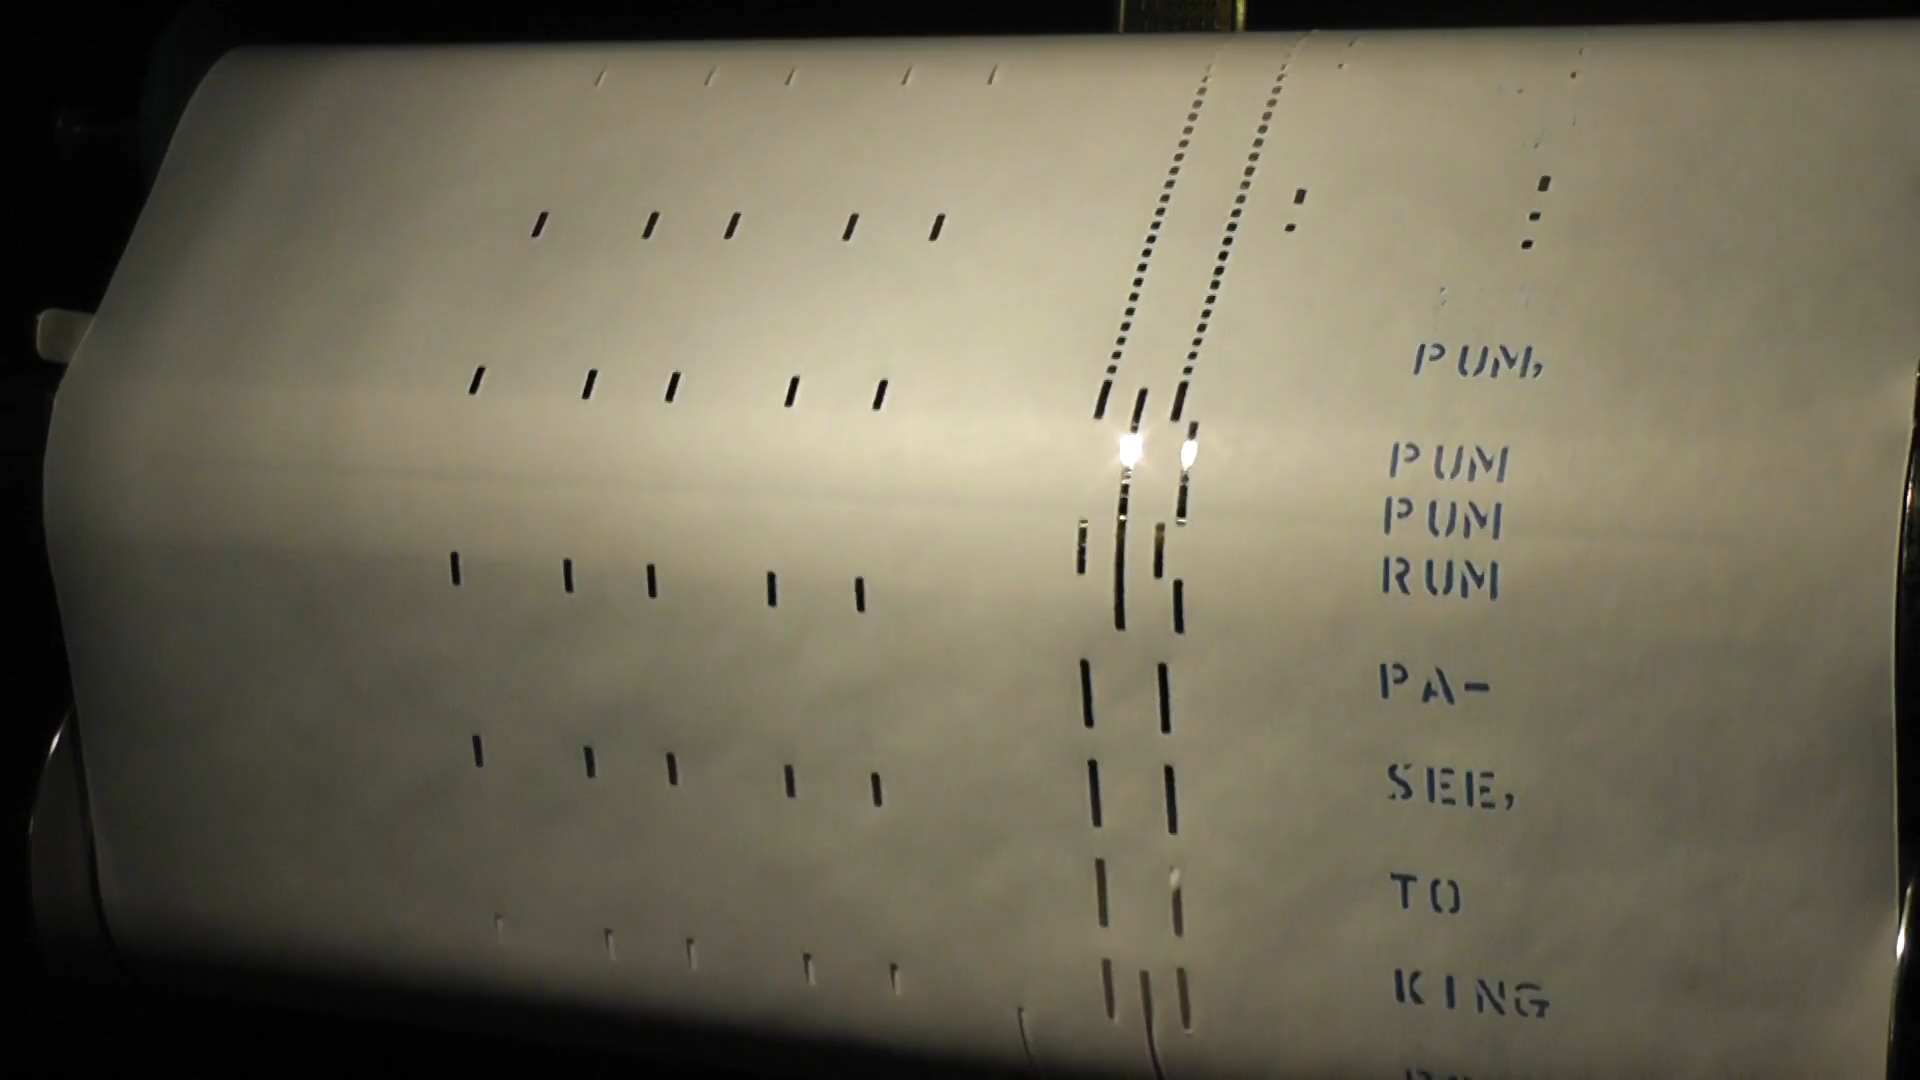 PUM,
PUM
PUM
RUM
PA-
SEE,
TO
KING